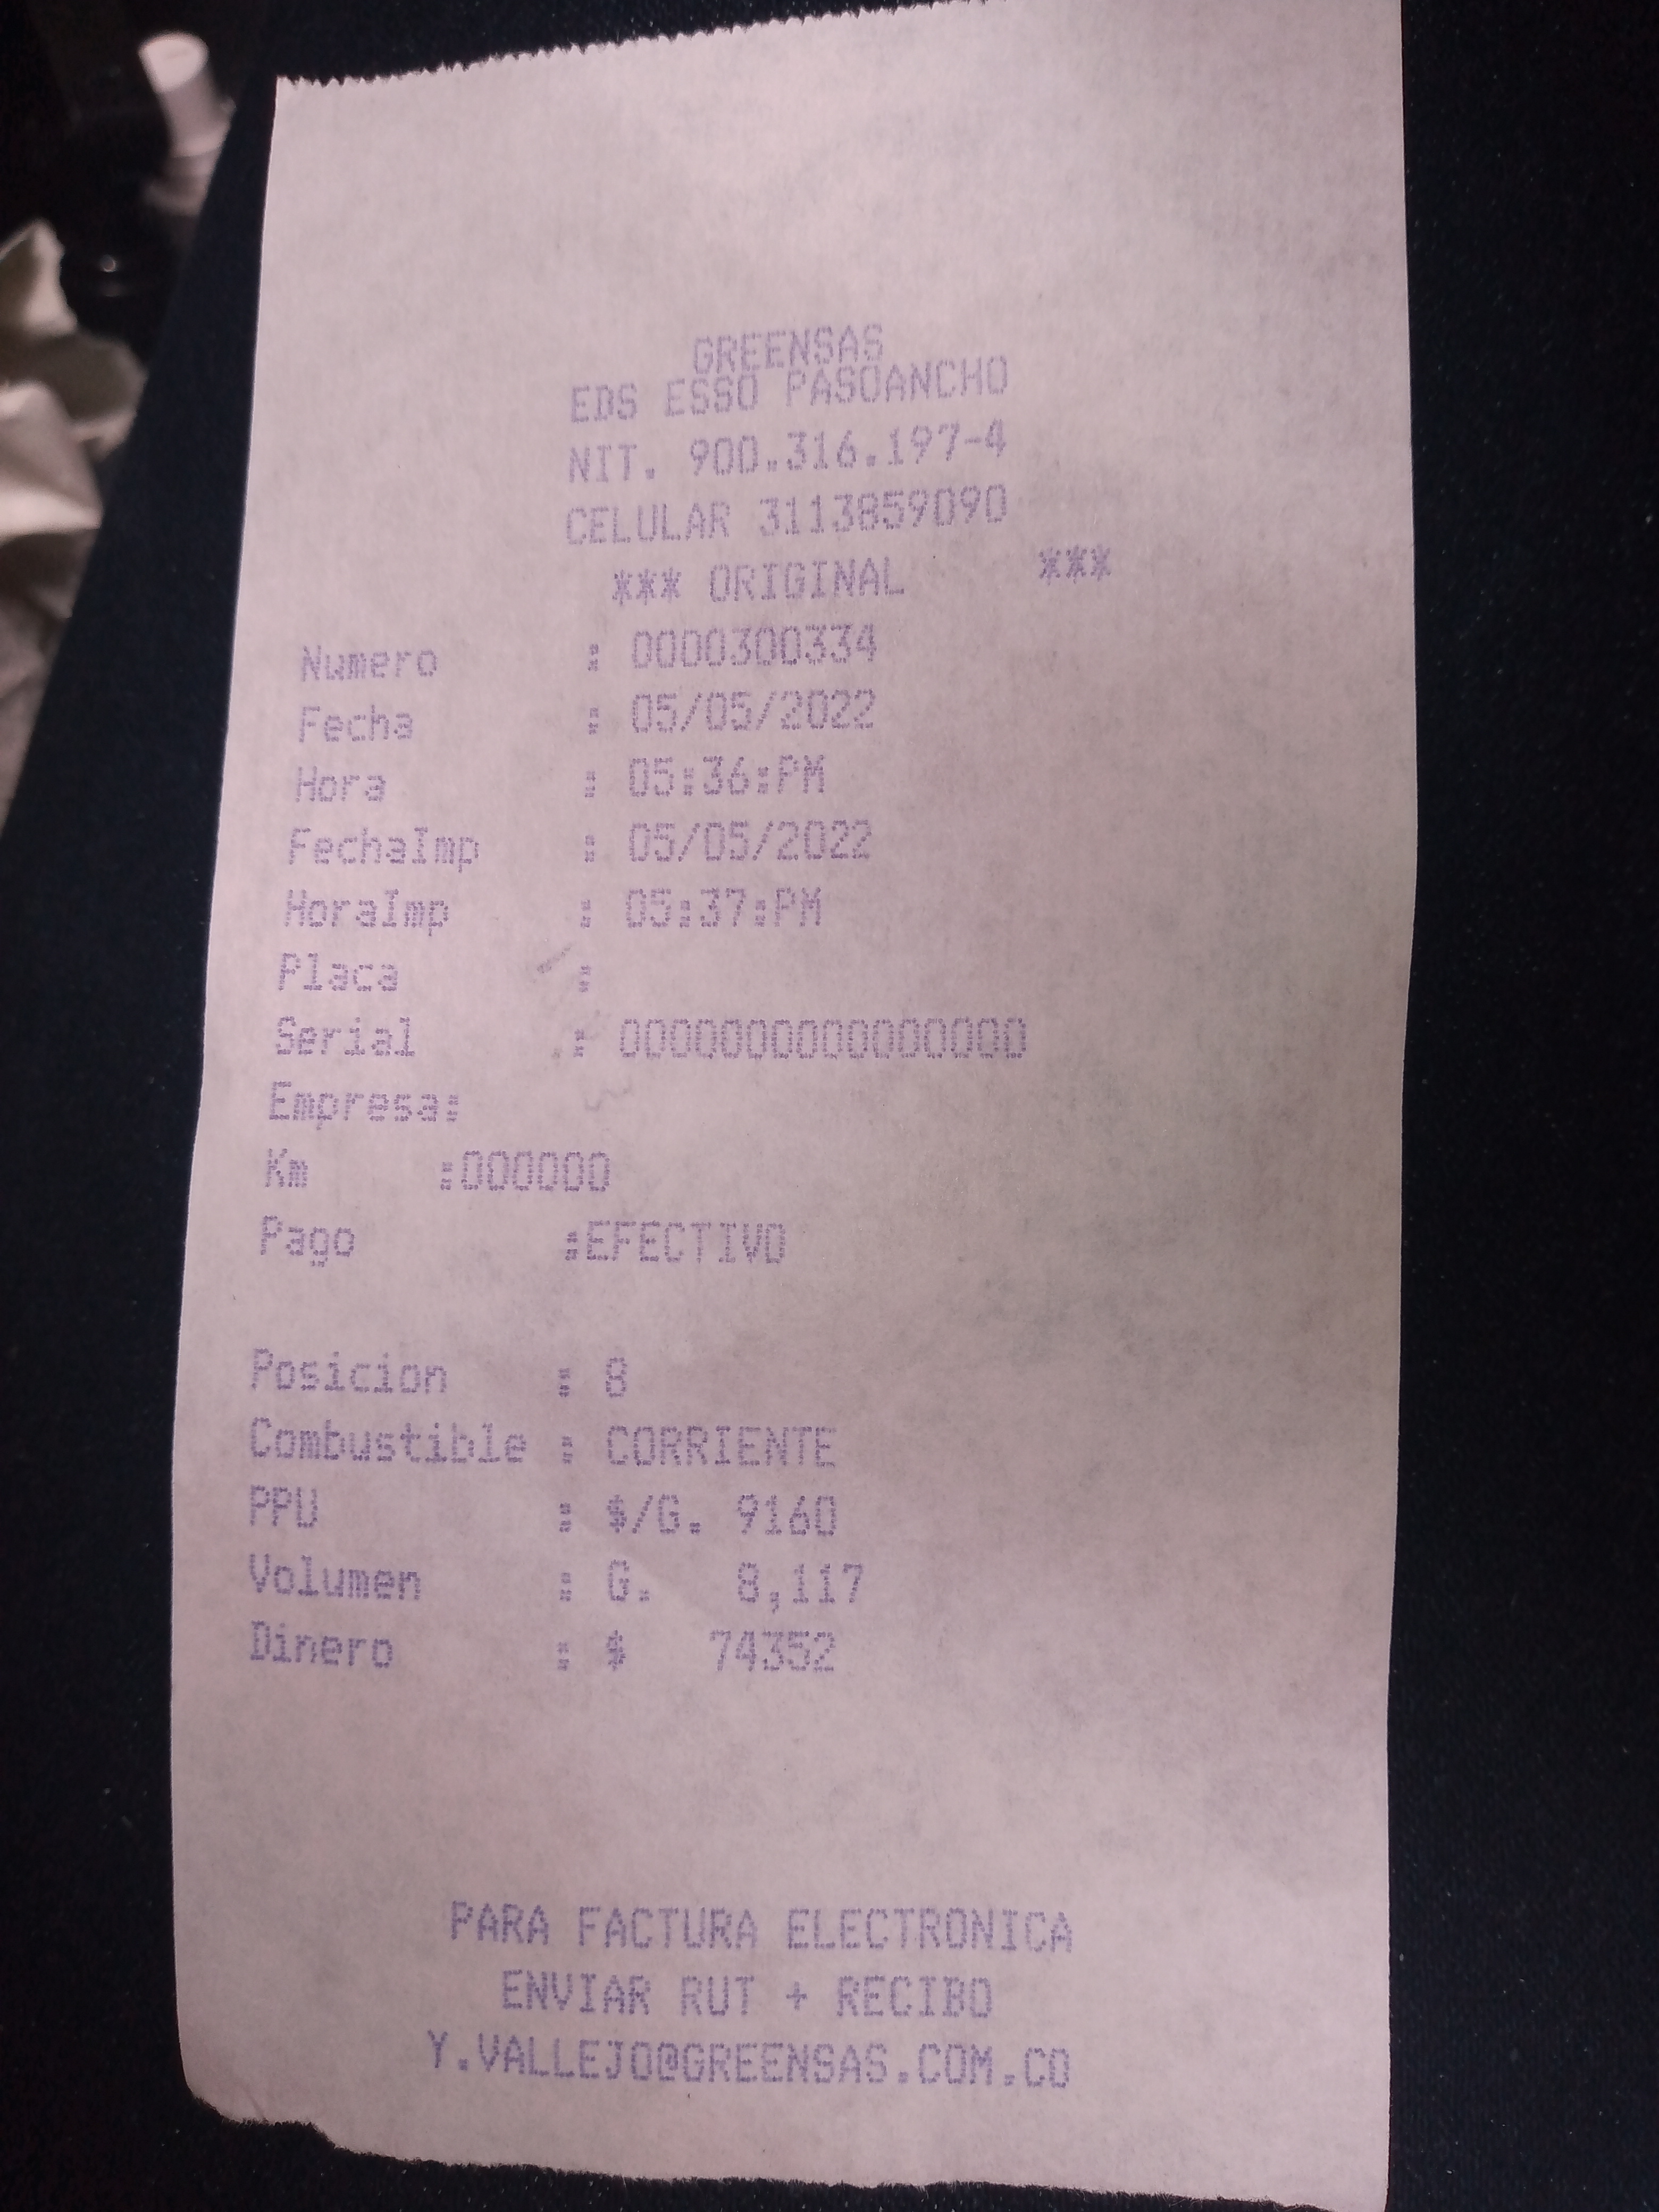 GREENSAS
EDS ESSO PASOANCHO
NIT. 900.316.197-4
CELULAR 3113859090
*** ORIGINAL ***
Numero : 0000300334
Fecha : 05/05/2022
Hora : 05:36:PM
FechaImp : 05/05/2022
HoraImp : 05:37:PM
Placa :
Serial : 0000000000000000
Empresa:
Km :000000
Pago :EFECTIVO
Posicion : 8
Combustible : CORRIENTE
PPU : $/G. 9160
Volumen : G. 8,117
Dinero : $ 74352
PARA FACTURA ELECTRONICA
ENVIAR RUT + RECIBO
Y.VALLEJO@GREENSAS.COM.CO